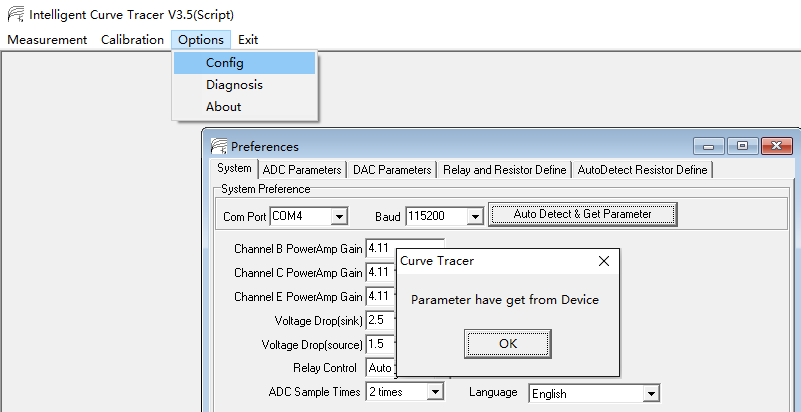 Intelligent Curve Tracer V3.5(Script)
Measurement Calibration Options Exit
Config
Diagnosis
About
Preferences
System ADC Parameters DAC Parameters Relay and Resistor Define AutoDetect Resistor Define
System Preference
Com Port COM4 Baud 115200 Auto Detect & Get Parameter
Channel B PowerAmp Gain 4.11
Channel C PowerAmp Gain 4.11
Channel E PowerAmp Gain 4.11
Voltage Drop(sink) 2.5
Voltage Drop(source) 1.5
Relay Control Auto
ADC Sample Times 2 times Language English
Curve Tracer
Parameter have get from Device
OK